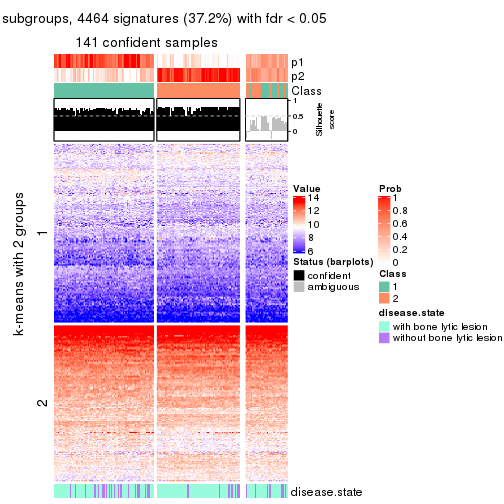 subgroups, 4464 signatures (37.2%) with fdr < 0.05
141 confident samples
p1
p2
Class
1
0.5
0
Silhouette
score
k-means with 2 groups
1
2
disease.state
Value
14
12
10
8
6
Status (barplots)
confident
ambiguous
Prob
1
0.8
0.6
0.4
0.2
0
Class
1
2
disease.state
with bone lytic lesion
without bone lytic lesion